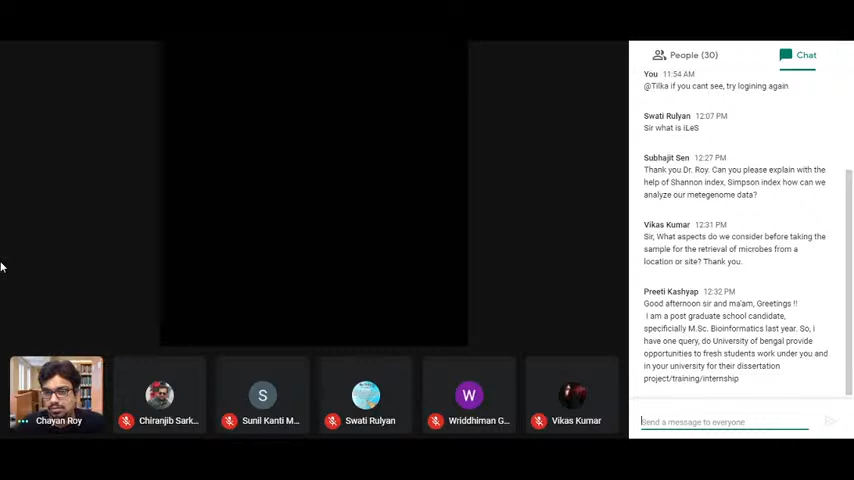 People (30)
Chat
You 11:54 AM
@Tilka if you cant see, try logining again
Swati Rulyan 12:07 PM
Sir what is iLeS
Subhajit Sen 12:27 PM
Thank you Dr. Roy. Can you please explain with the
help of Shannon index, Simpson index how can we
analyze our metegenome data?
Vikas Kumar 12:31 PM
Sir, What aspects do we consider before taking the
sample for the retrieval of microbes from a
location or site? Thank you.
Preeti Kashyap 12:32 PM
Good afternoon sir and ma'am, Greetings !!
I am a post graduate school candidate,
specificially M.Sc. Bioinformatics last year. So, i
have one query, do University of bengal provide
opportunities to fresh students work under you and
in your university for their dissertation
project/training/internship
Send a message to everyone
Chayan Roy
Chiranjib Sark...
S
Sunil Kanti M...
Swati Rulyan
W
Wriddhiman G...
Vikas Kumar